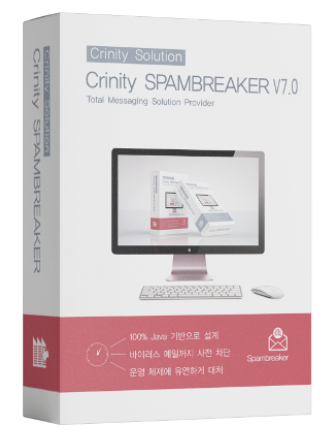 Crinity Solution
Crinity SPAMBREAKER V7.0
Total Messaging Solution Provider
Crinity Solution
Crinity SPAMBREAKER
100% Java 기반으로 설계
바이러스 메일까지 사전 차단
운영 체제에 유연하게 대처
Spambreaker